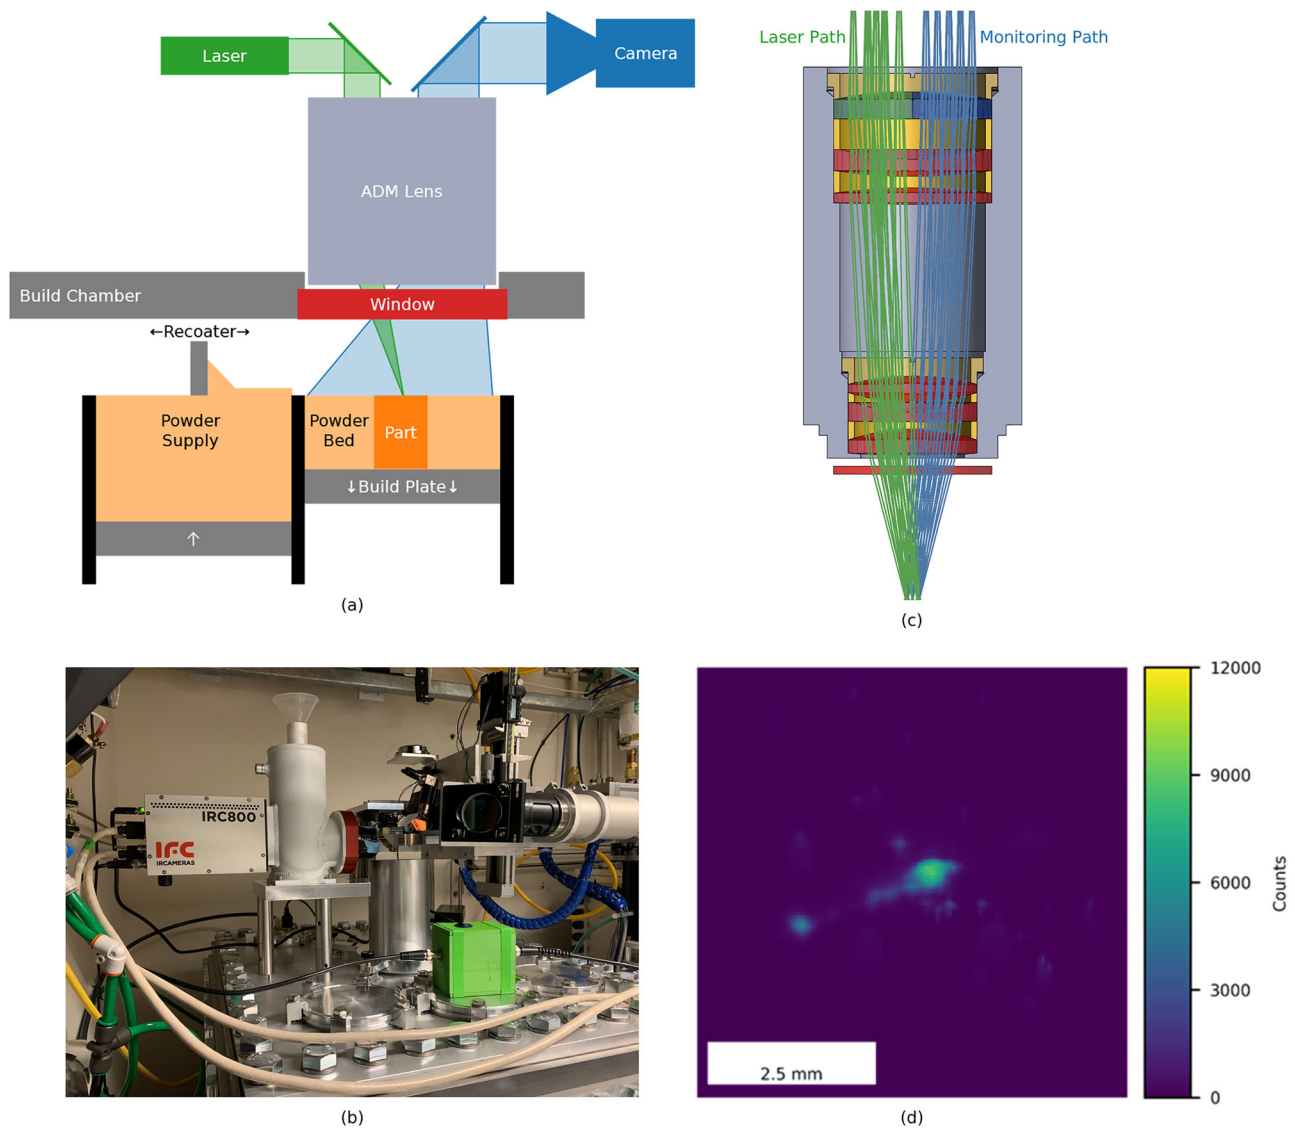 Laser
Camera
ADM Lens
Build Chamber
Window
←Recoater→
Powder
Supply
Powder
Bed
Part
↓Build Plate↓
↑
(a)
Laser Path
Monitoring Path
(c)
IRC800
IRC
IRCAMERAS
(b)
2.5 mm
12000
9000
6000
3000
0
Counts
(d)